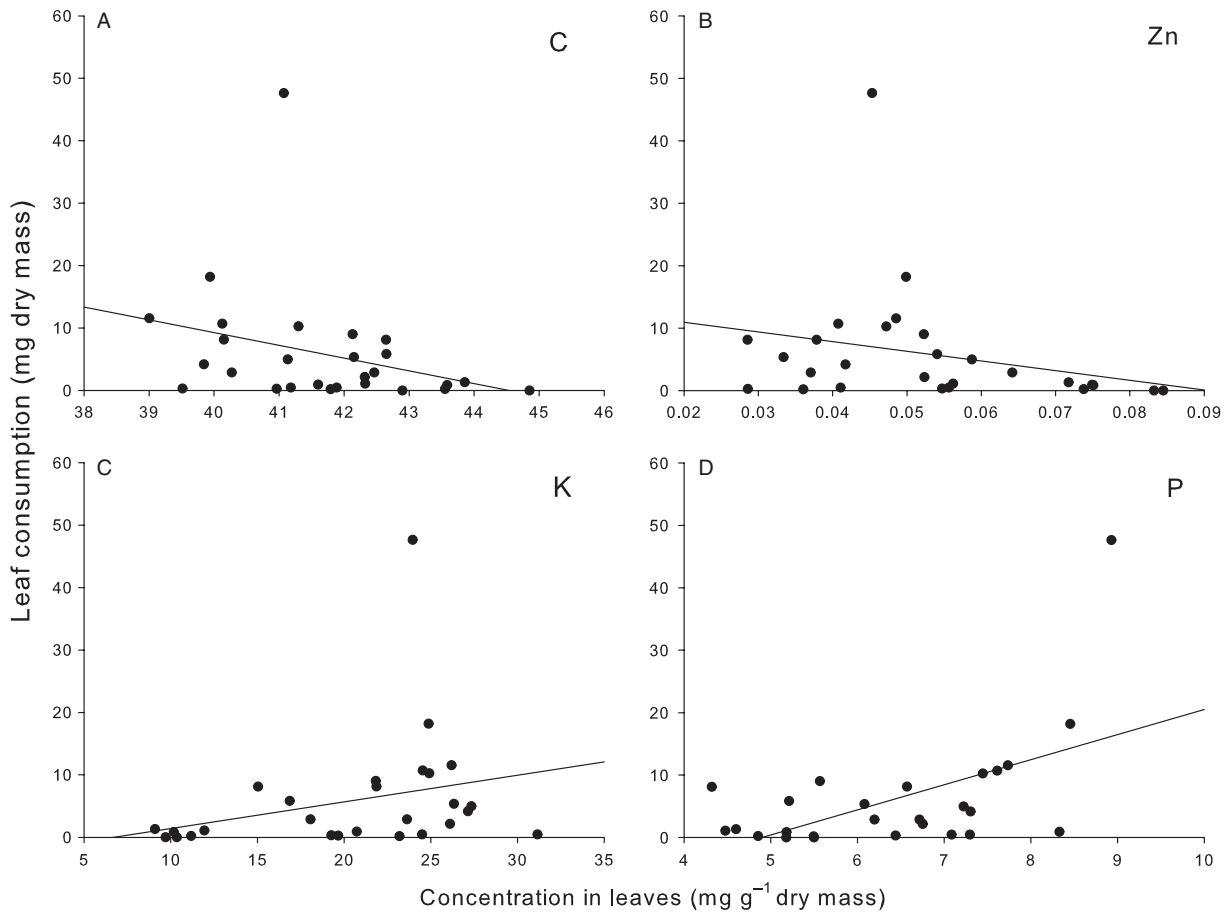 Leaf consumption (mg dry mass)
A
C
60
50
40
30
20
10
0
38 39 40 41 42 43 44 45 46
B
Zn
60
50
40
30
20
10
0
0.02 0.03 0.04 0.05 0.06 0.07 0.08 0.09
C
K
60
50
40
30
20
10
0
5 10 15 20 25 30 35
D
P
60
50
40
30
20
10
0
4 5 6 7 8 9 10
Concentration in leaves (mg g⁻¹ dry mass)